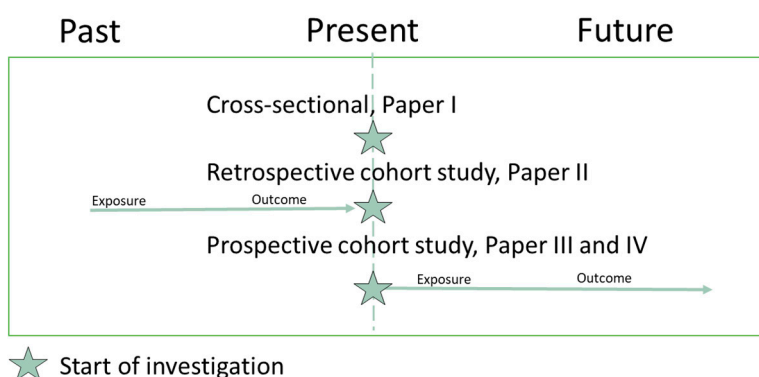 Past Present Future
Cross-sectional, Paper I
Retrospective cohort study, Paper II
Exposure Outcome
Prospective cohort study, Paper III and IV
Exposure Outcome
Start of investigation